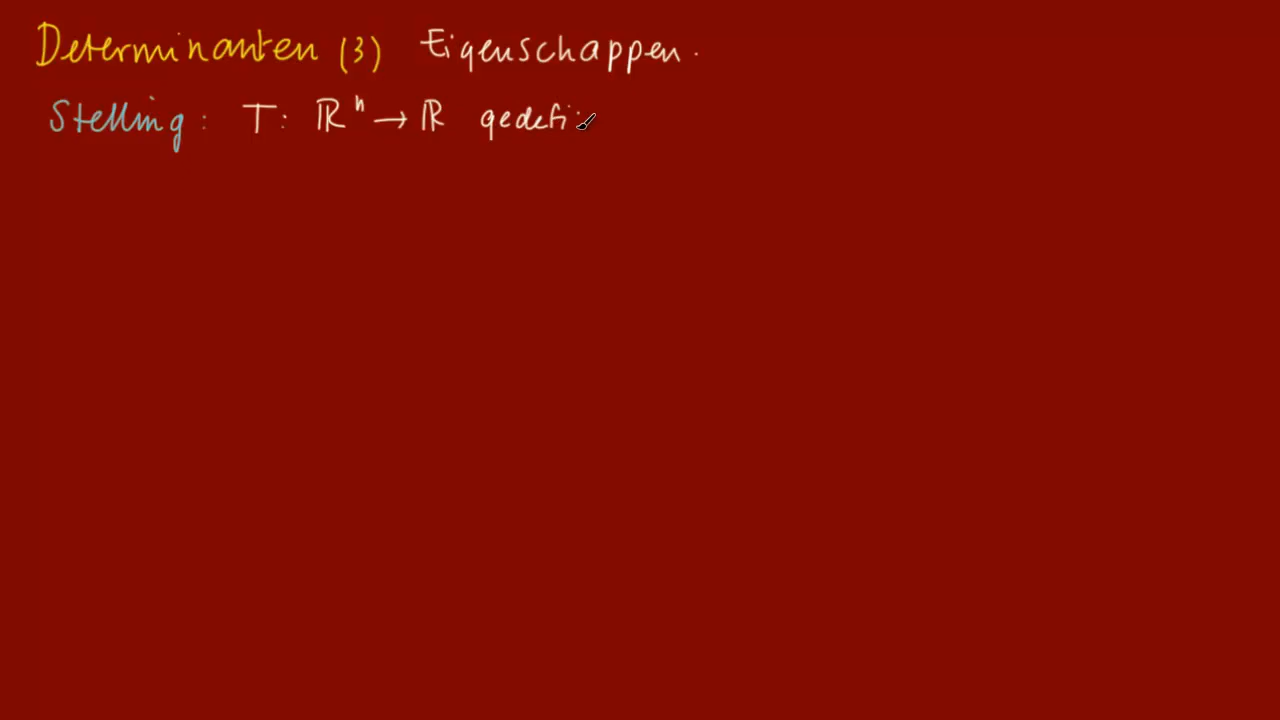 Determinanten (3) Eigenschappen.
Stelling: T: ℝⁿ → ℝ gedefi